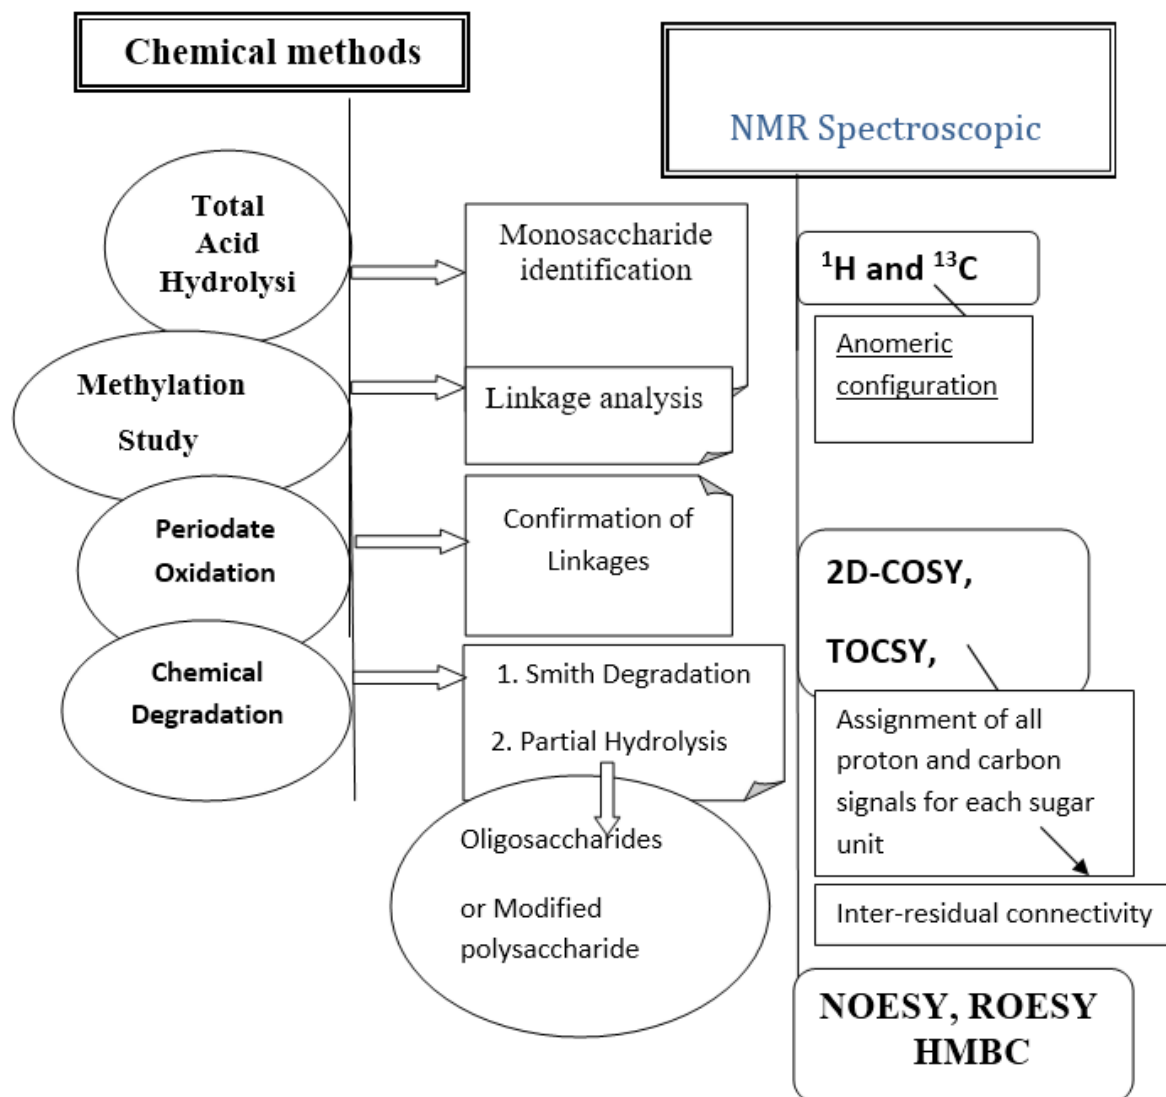 Chemical methods
NMR Spectroscopic
Total
Acid
Hydrolysi
Monosaccharide
identification
¹H and ¹³C
Anomeric
configuration
Methylation
Study
Linkage analysis
Periodate
Oxidation
Confirmation of
Linkages
2D-COSY,
TOCSY,
Chemical
Degradation
1. Smith Degradation
2. Partial Hydrolysis
Assignment of all
proton and carbon
signals for each sugar
unit
Oligosaccharides
or Modified
polysaccharide
Inter-residual connectivity
NOESY, ROESY
HMBC